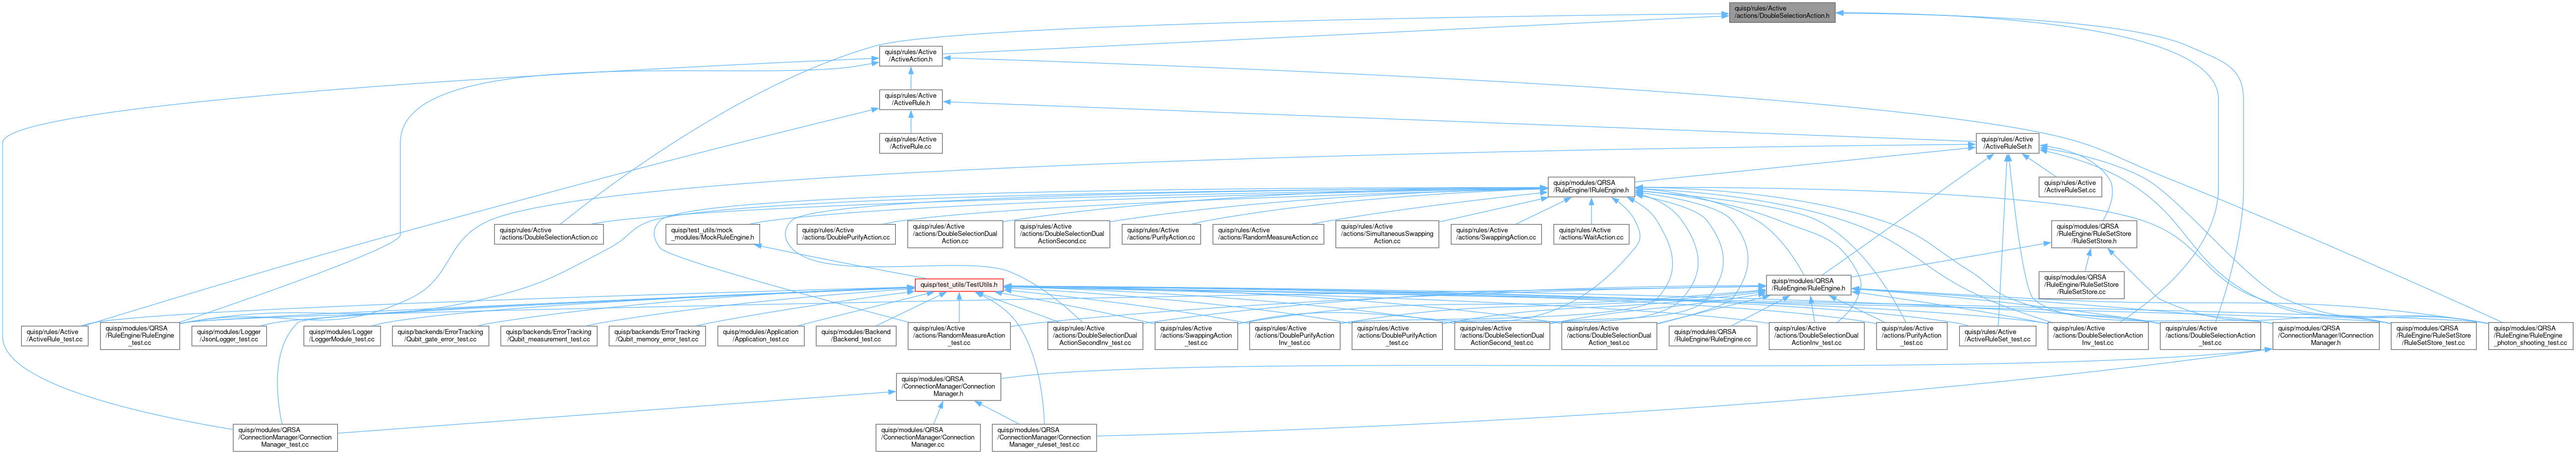 quisp/rules/Active
/actions/DoubleSelectionAction.h
quisp/rules/Active
/ActiveAction.h
quisp/rules/Active
/ActiveRule.h
quisp/rules/Active
/ActiveRule.cc
quisp/rules/Active
/ActiveRuleSet.h
quisp/modules/QRSA
/RuleEngine/IRuleEngine.h
quisp/rules/Active
/ActiveRuleSet.cc
quisp/rules/Active
/actions/DoubleSelectionAction.cc
quisp/test_utils/mock
_modules/MockRuleEngine.h
quisp/rules/Active
/actions/DoublePurifyAction.cc
quisp/rules/Active
/actions/DoubleSelectionDual
Action.cc
quisp/rules/Active
/actions/DoubleSelectionDual
ActionSecond.cc
quisp/rules/Active
/actions/PurifyAction.cc
quisp/rules/Active
/actions/RandomMeasureAction.cc
quisp/rules/Active
/actions/SimultaneousSwapping
Action.cc
quisp/rules/Active
/actions/SwappingAction.cc
quisp/rules/Active
/actions/WaitAction.cc
quisp/modules/QRSA
/RuleEngine/RuleSetStore
/RuleSetStore.h
quisp/test_utils/TestUtils.h
quisp/modules/QRSA
/RuleEngine/RuleEngine.h
quisp/modules/QRSA
/RuleEngine/RuleSetStore
/RuleSetStore.cc
quisp/rules/Active
/ActiveRule_test.cc
quisp/modules/QRSA
/RuleEngine/RuleEngine
_test.cc
quisp/modules/Logger
/JsonLogger_test.cc
quisp/modules/Logger
/LoggerModule_test.cc
quisp/backends/ErrorTracking
/Qubit_gate_error_test.cc
quisp/backends/ErrorTracking
/Qubit_measurement_test.cc
quisp/backends/ErrorTracking
/Qubit_memory_error_test.cc
quisp/modules/Application
/Application_test.cc
quisp/modules/Backend
/Backend_test.cc
quisp/rules/Active
/actions/RandomMeasureAction
_test.cc
quisp/rules/Active
/actions/DoubleSelectionDual
ActionSecondInv_test.cc
quisp/rules/Active
/actions/SwappingAction
_test.cc
quisp/rules/Active
/actions/DoublePurifyAction
Inv_test.cc
quisp/rules/Active
/actions/DoublePurifyAction
_test.cc
quisp/rules/Active
/actions/DoubleSelectionDual
ActionSecond_test.cc
quisp/rules/Active
/actions/DoubleSelectionDual
Action_test.cc
quisp/modules/QRSA
/RuleEngine/RuleEngine.cc
quisp/rules/Active
/actions/DoubleSelectionDual
ActionInv_test.cc
quisp/rules/Active
/actions/PurifyAction
_test.cc
quisp/rules/Active
/ActiveRuleSet_test.cc
quisp/rules/Active
/actions/DoubleSelectionAction
Inv_test.cc
quisp/rules/Active
/actions/DoubleSelectionAction
_test.cc
quisp/modules/QRSA
/ConnectionManager/IConnection
Manager.h
quisp/modules/QRSA
/RuleEngine/RuleSetStore
/RuleSetStore_test.cc
quisp/modules/QRSA
/RuleEngine/RuleEngine
_photon_shooting_test.cc
quisp/modules/QRSA
/ConnectionManager/Connection
Manager.h
quisp/modules/QRSA
/ConnectionManager/Connection
Manager_test.cc
quisp/modules/QRSA
/ConnectionManager/Connection
Manager.cc
quisp/modules/QRSA
/ConnectionManager/Connection
Manager_ruleset_test.cc